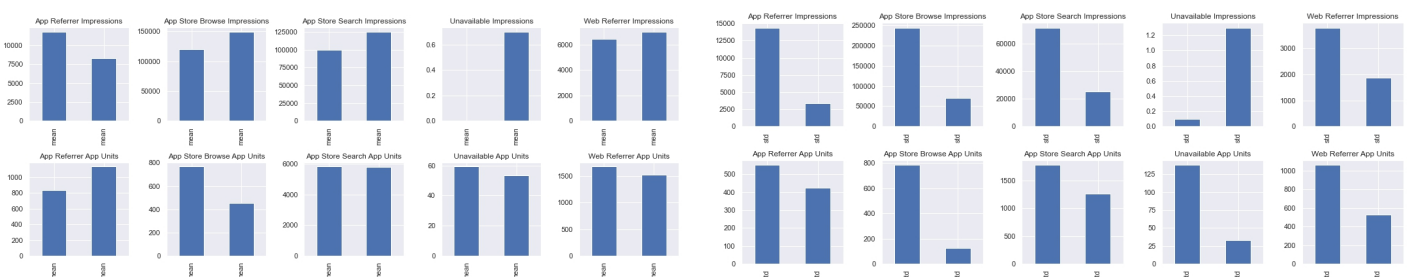 App Referrer Impressions
10000
7500
5000
2500
0
mean
mean
App Store Browse Impressions
150000
100000
50000
0
mean
mean
App Store Search Impressions
125000
100000
75000
50000
25000
0
mean
mean
Unavailable Impressions
0.6
0.4
0.2
0.0
mean
mean
Web Referrer Impressions
6000
4000
2000
0
mean
mean
App Referrer Impressions
15000
12500
10000
7500
5000
2500
0
std
std
App Store Browse Impressions
250000
200000
150000
100000
50000
0
std
std
App Store Search Impressions
60000
40000
20000
0
std
std
Unavailable Impressions
1.2
1.0
0.8
0.6
0.4
0.2
0.0
std
std
Web Referrer Impressions
3000
2000
1000
0
std
std
App Referrer App Units
1000
800
600
400
200
0
App Store Browse App Units
800
600
400
200
0
App Store Search App Units
6000
4000
2000
0
Unavailable App Units
60
40
20
0
Web Referrer App Units
1500
1000
500
0
App Referrer App Units
500
400
300
200
100
0
App Store Browse App Units
800
600
400
200
0
App Store Search App Units
1500
1250
1000
750
500
250
0
Unavailable App Units
125
100
75
50
25
0
Web Referrer App Units
1000
800
600
400
200
0